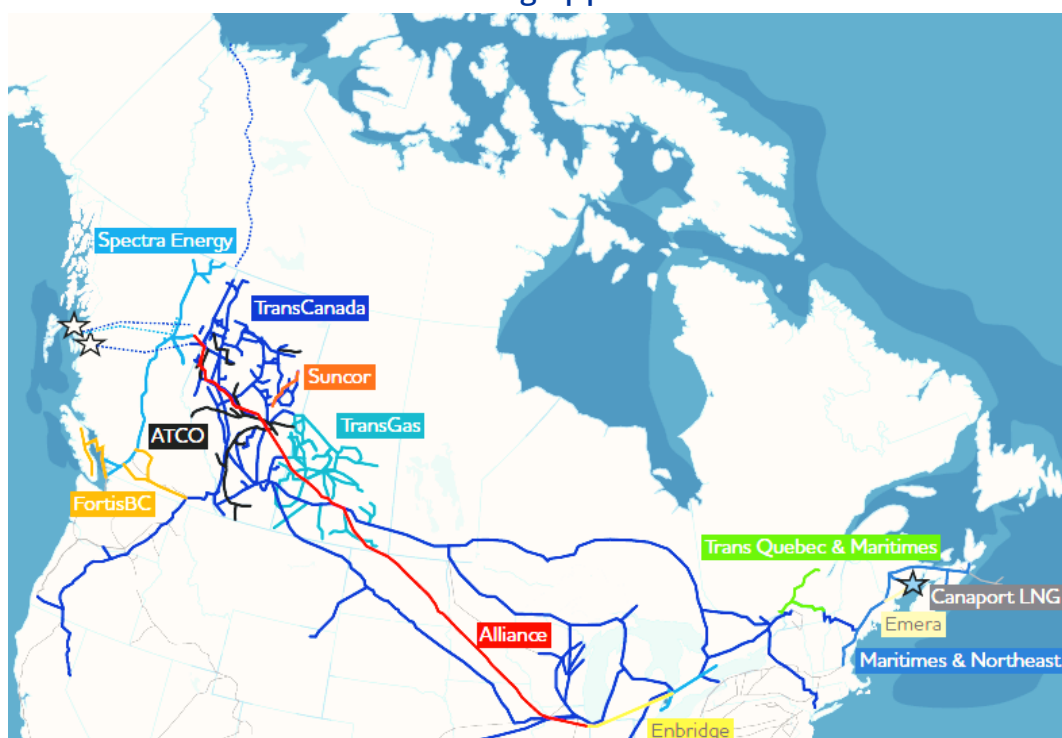 Spectra Energy
TransCanada
Suncor
TransGas
ATCO
FortisBC
Trans Quebec & Maritimes
Canaport LNG
Emera
Alliance
Maritimes & Northeast
Enbridge